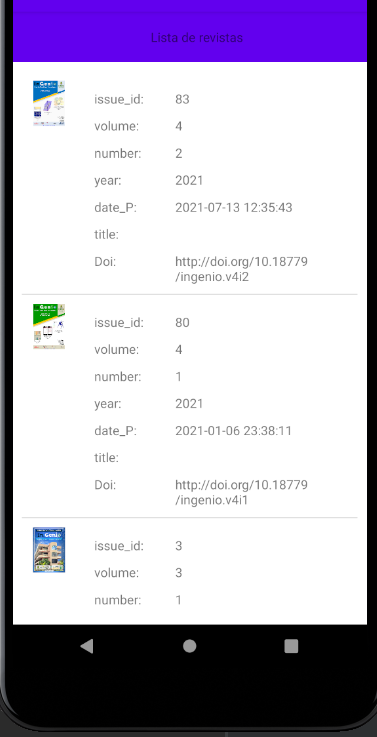 Lista de revistas
issue_id: 83
volume: 4
number: 2
year: 2021
date_P: 2021-07-13 12:35:43
title:
Doi: http://doi.org/10.18779
/ingenio.v4i2
issue_id: 80
volume: 4
number: 1
year: 2021
date_P: 2021-01-06 23:38:11
title:
Doi: http://doi.org/10.18779
/ingenio.v4i1
issue_id: 3
volume: 3
number: 1